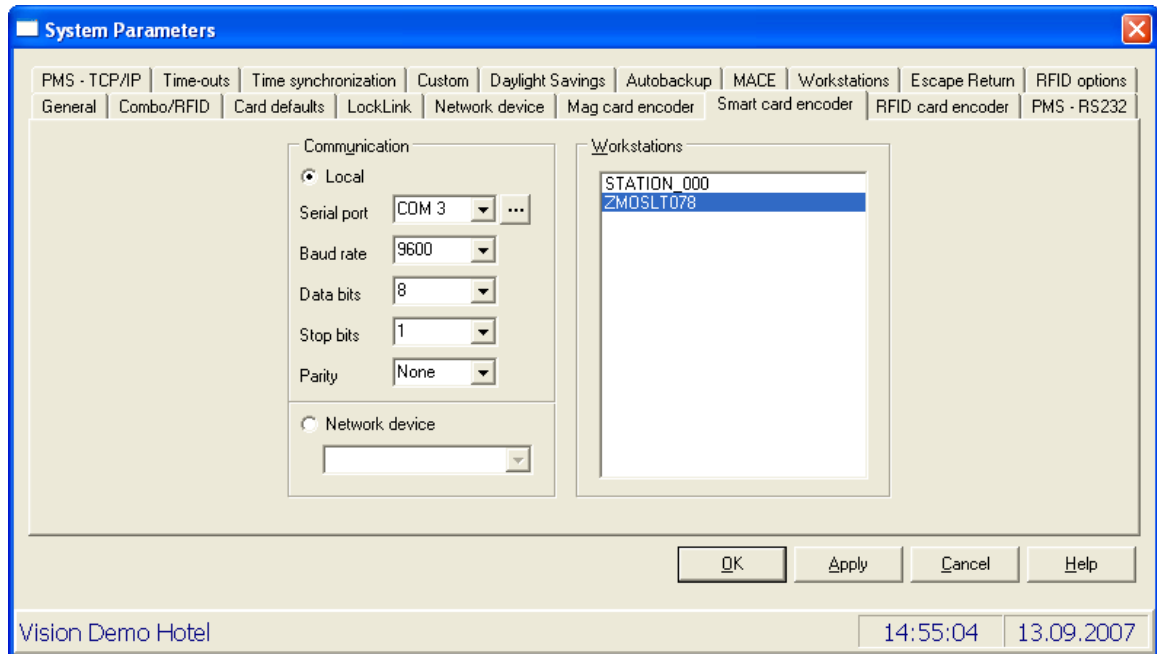 System Parameters
PMS - TCP/IP Time-outs Time synchronization Custom Daylight Savings Autobackup MACE Workstations Escape Return RFID options
General Combo/RFID Card defaults LockLink Network device Mag card encoder Smart card encoder RFID card encoder PMS - RS232
Communication
Local
Serial port COM 3 ...
Baud rate 9600
Data bits 8
Stop bits 1
Parity None
Network device
Workstations
STATION_000
ZMOSLT078
OK Apply Cancel Help
Vision Demo Hotel 14:55:04 13.09.2007